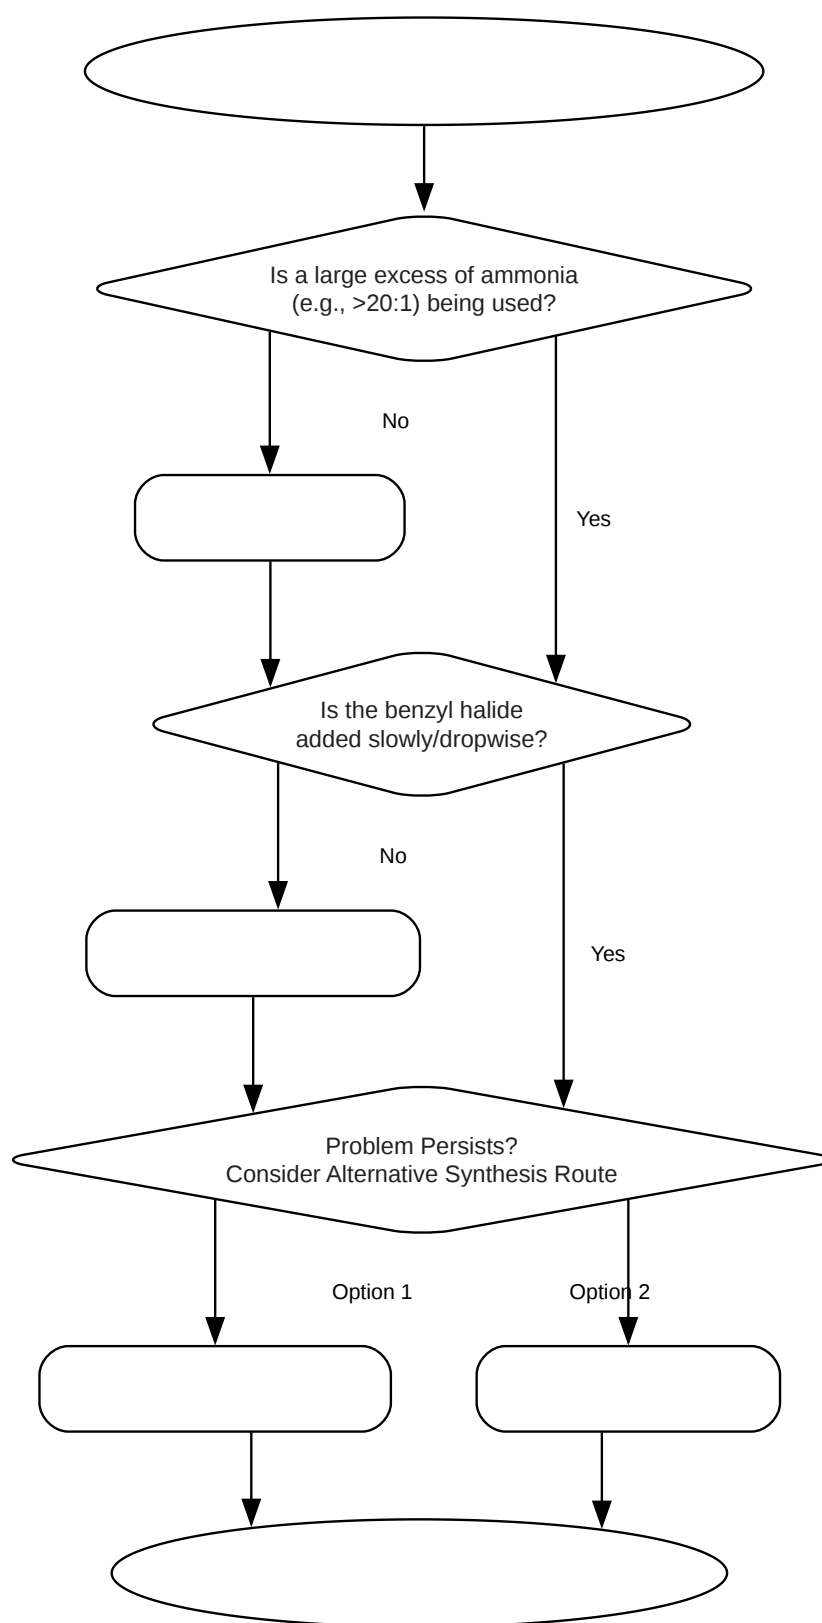 Is a large excess of ammonia
(e.g., >20:1) being used?
No
Yes
Is the benzyl halide
added slowly/dropwise?
No
Yes
Problem Persists?
Consider Alternative Synthesis Route
Option 1
Option 2